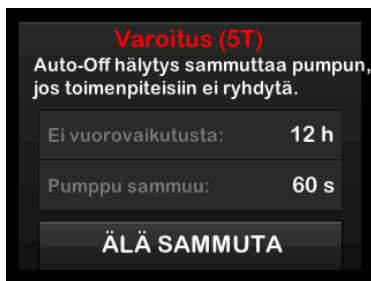 Varoitus (5T)
Auto-Off hälytys sammuttaa pumpun,
jos toimenpiteisiin ei ryhdytä.
Ei vuorovaikutusta: 12 h
Pumppu sammuu: 60 s
ÄLÄ SAMMUTA